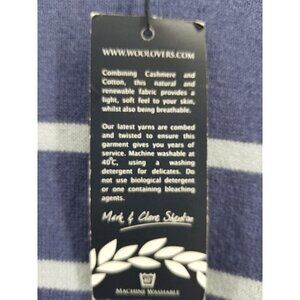 WWW.WOOLOVERS.COM
Combining Cashmere and
Cotton, this natural and
renewable fabric provides a
light, soft feel to your skin,
whilst also being breathable.
Our latest yarns are combed
and twisted to ensure this
garment gives you years of
service. Machine washable at
40°C, using a washing
detergent for delicates. Do
not use biological detergent
or one containing bleaching
agents.
Mark & Clare Shenton
MACHINE WASHABLE